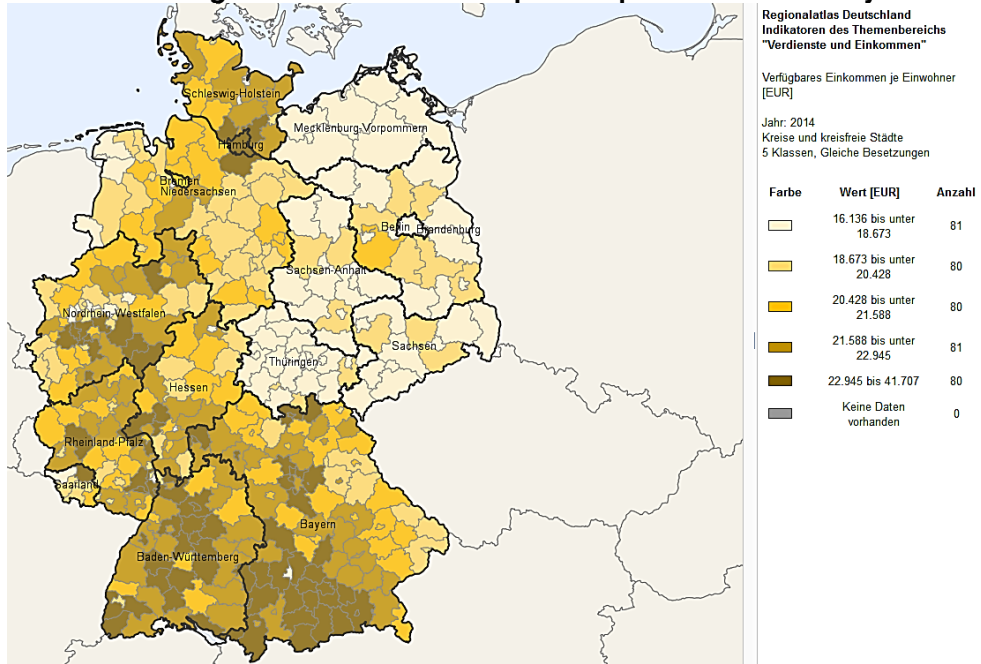 Regionalatlas Deutschland
Indikatoren des Themenbereichs
"Verdienste und Einkommen"
Verfügbares Einkommen je Einwohner
[EUR]
Jahr: 2014
Kreise und kreisfreie Städte
5 Klassen, Gleiche Besetzungen
Farbe Wert [EUR] Anzahl
16.136 bis unter
18.673 81
18.673 bis unter
20.428 80
20.428 bis unter
21.588 80
21.588 bis unter
22.945 81
22.945 bis 41.707 80
Keine Daten
vorhanden 0
Schleswig-Holstein
Mecklenburg-Vorpommern
Hamburg
Bremen
Niedersachsen
Berlin
Brandenburg
Sachsen-Anhalt
Nordrhein-Westfalen
Sachsen
Thüringen
Hessen
Rheinland-Pfalz
Saarland
Bayern
Baden-Württemberg